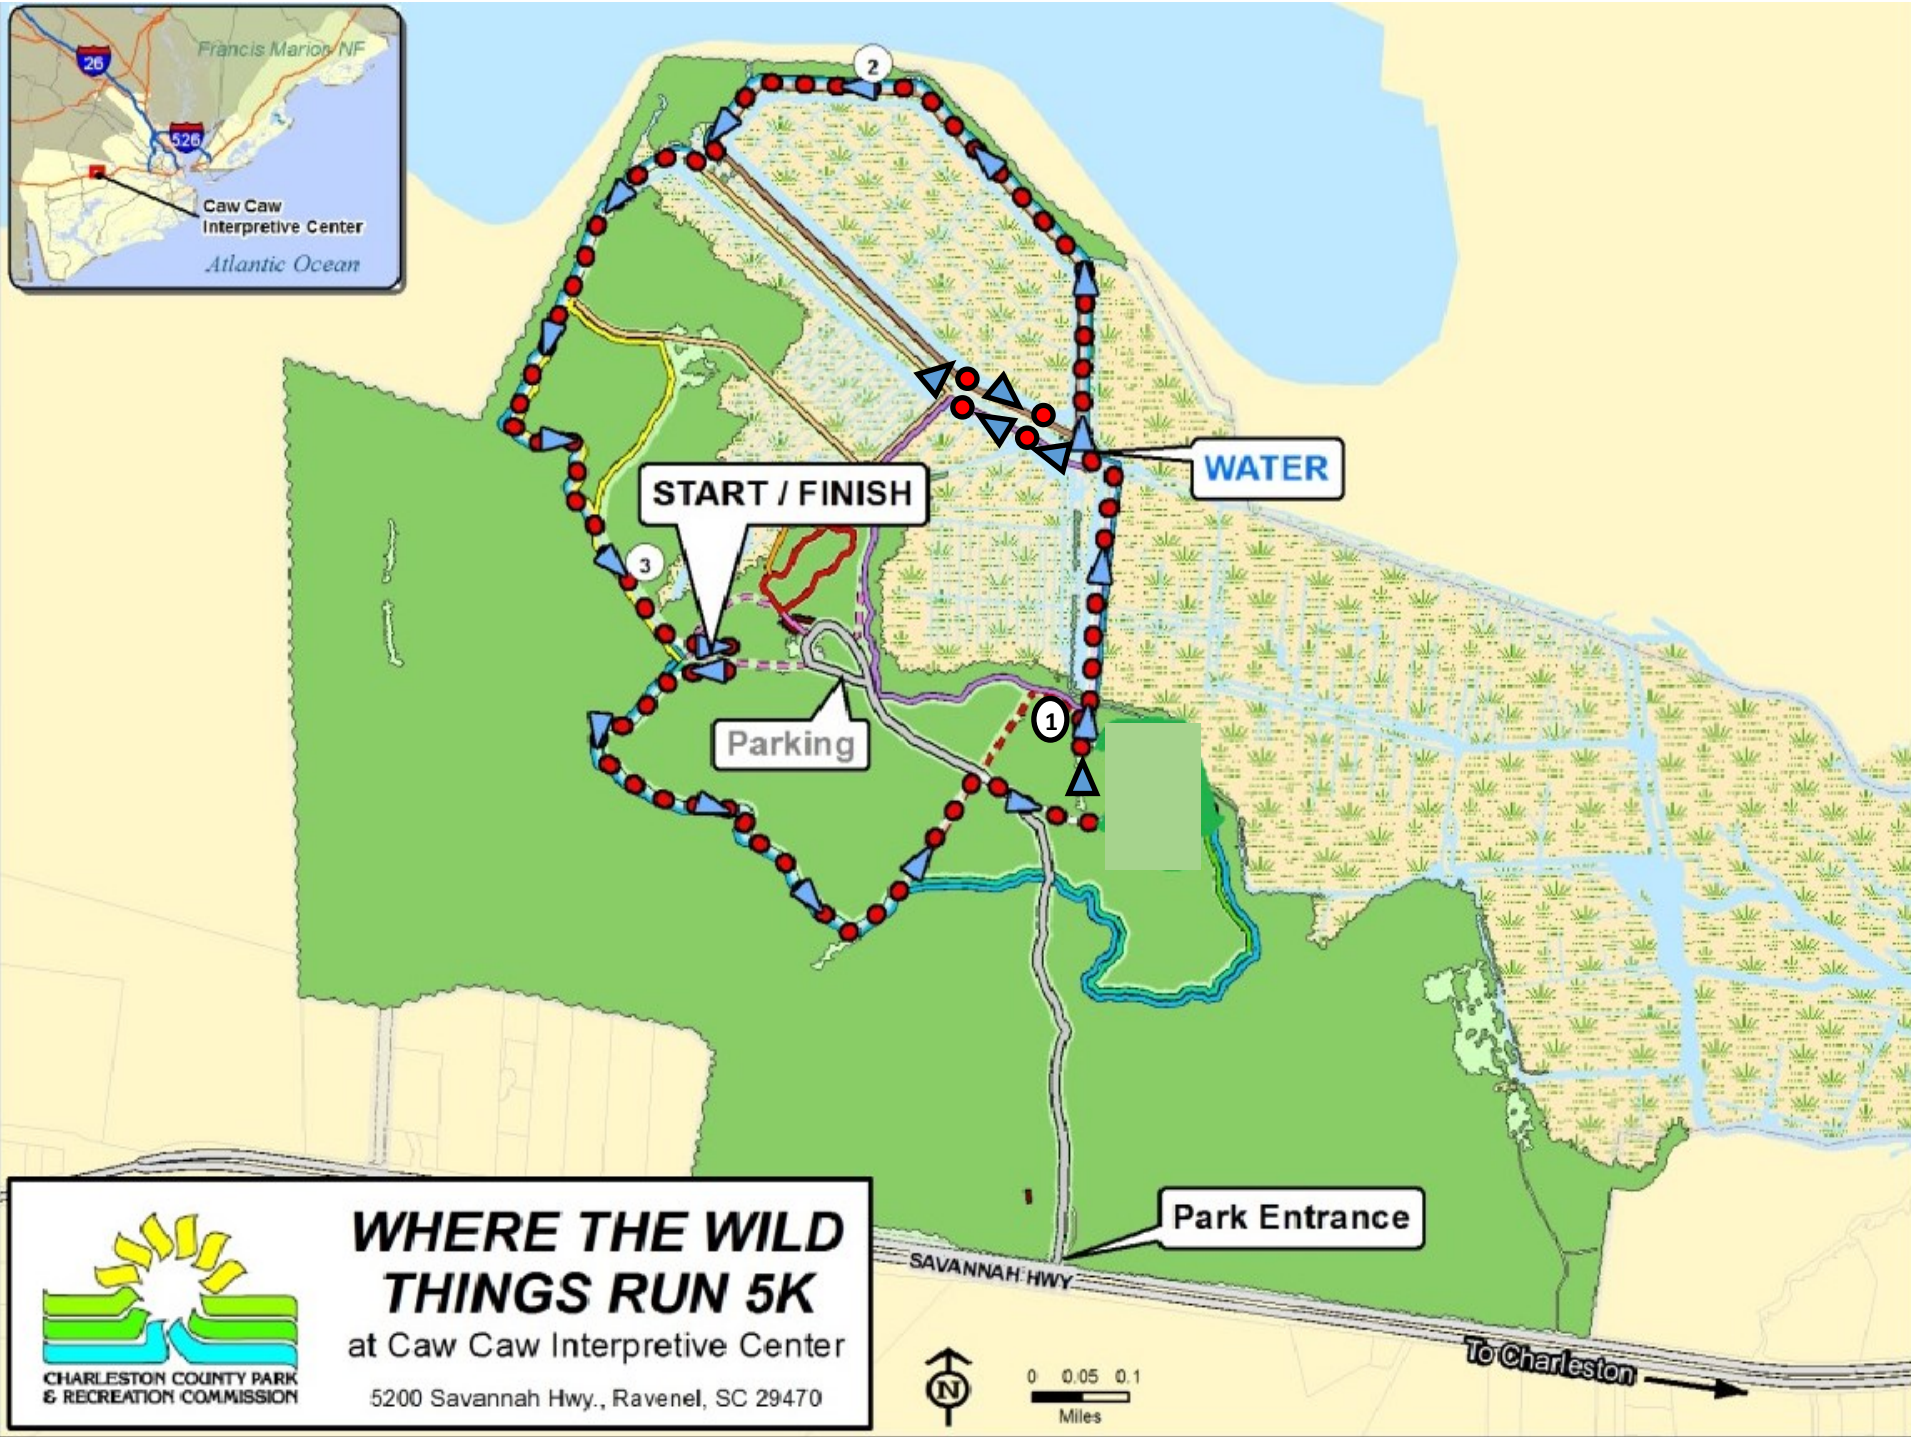 26
Francis Marion NF
526
Caw Caw
Interpretive Center
Atlantic Ocean
2
WATER
START / FINISH
3
1
Parking
Park Entrance
SAVANNAH HWY
To Charleston
WHERE THE WILD
THINGS RUN 5K
at Caw Caw Interpretive Center
5200 Savannah Hwy., Ravenel, SC 29470
CHARLESTON COUNTY PARK
& RECREATION COMMISSION
N
0 0.05 0.1
Miles